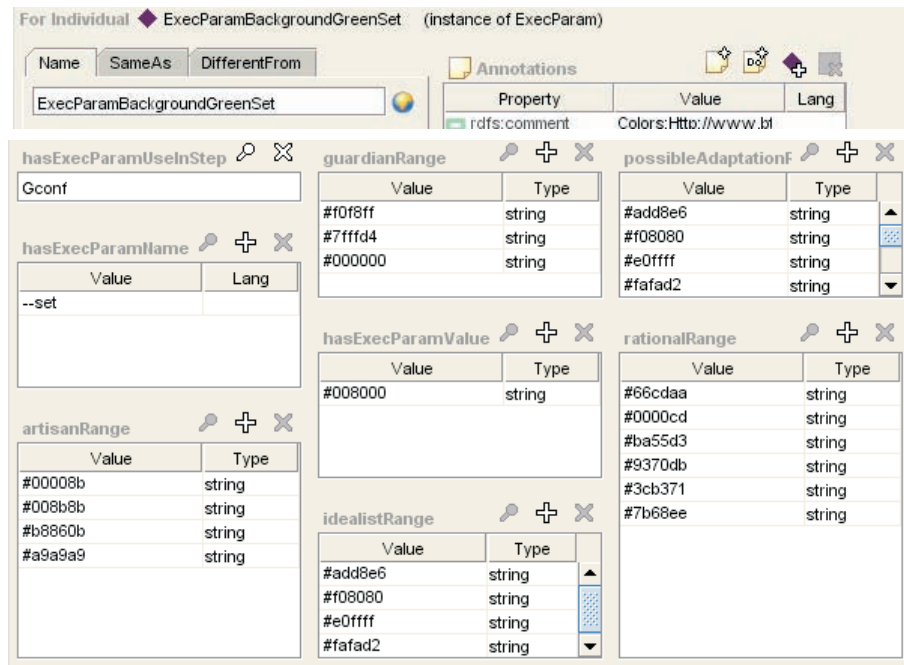 For Individual ExecParamBackgroundGreenSet (instance of ExecParam)
Name SameAs DifferentFrom
ExecParamBackgroundGreenSet
Annotations
Property Value Lang
rdfs:comment Colors:Http://www.bt
hasExecParamUseInStep
Gconf
hasExecParamName
Value Lang
--set
artisanRange
Value Type
#00008b string
#008b8b string
#b8860b string
#a9a9a9 string
guardianRange
Value Type
#f0f8ff string
#7fffd4 string
#000000 string
hasExecParamValue
Value Type
#008000 string
idealistRange
Value Type
#add8e6 string
#f08080 string
#e0ffff string
#fafad2 string
possibleAdaptationF
Value Type
#add8e6 string
#f08080 string
#e0ffff string
#fafad2 string
rationalRange
Value Type
#66cdaa string
#0000cd string
#ba55d3 string
#9370db string
#3cb371 string
#7b68ee string